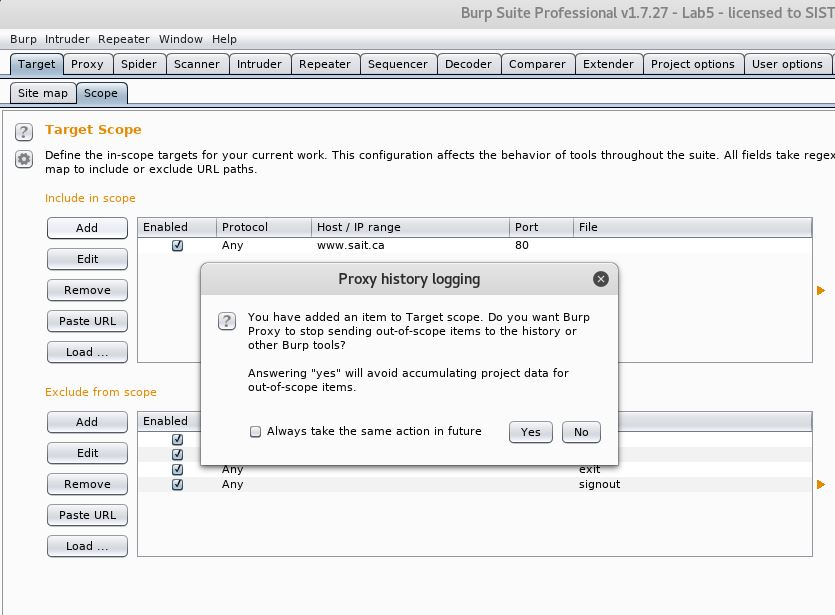 Burp Suite Professional v1.7.27 - Lab5 - licensed to SIST
Burp Intruder Repeater Window Help
Target Proxy Spider Scanner Intruder Repeater Sequencer Decoder Comparer Extender Project options User options
Site map Scope
? Target Scope
Define the in-scope targets for your current work. This configuration affects the behavior of tools throughout the suite. All fields take regex
map to include or exclude URL paths.
Include in scope
Add Enabled Protocol Host / IP range Port File
Any www.sait.ca 80
Edit
Remove
Paste URL
Load ...
Proxy history logging
? You have added an item to Target scope. Do you want Burp
Proxy to stop sending out-of-scope items to the history or
other Burp tools?
Answering "yes" will avoid accumulating project data for
out-of-scope items.
Always take the same action in future Yes No
Exclude from scope
Add Enabled
Edit
Any exit
Remove Any signout
Paste URL
Load ...